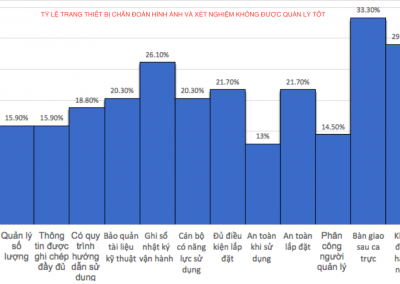 TỶ LỆ TRANG THIẾT BỊ CHẨN ĐOÁN HÌNH ẢNH VÀ XÉT NGHIỆM KHÔNG ĐƯỢC QUẢN LÝ TỐT
33.30%
26.10%
21.70%
21.70%
20.30%
20.30%
18.80%
15.90%
15.90%
14.50%
13%
Quản lý số lượng
Thông tin được ghi chép đầy đủ
Có quy trình hướng dẫn sử dụng
Bảo quản tài liệu kỹ thuật
Ghi sổ nhật ký vận hành
Cán bộ có năng lực sử dụng
Đủ điều kiện lắp đặt
An toàn khi sử dụng
An toàn lắp đặt
Phân công người quản lý
Bàn giao sau ca trực